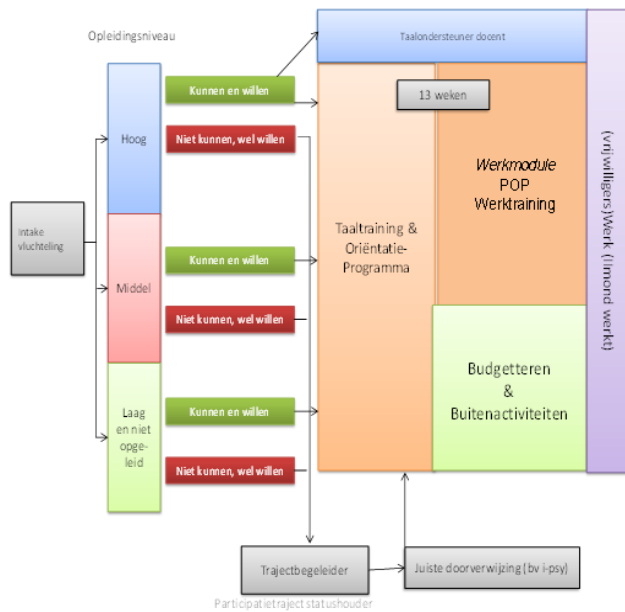 Opleidingsniveau
Taalondersteuner docent
Kunnen en willen
13 weken
Hoog
Niet kunnen, wel willen
Werkmodule
POP
Werktraining
(vrijwilligers)Werk (IJmond werkt)
Intake
vluchteling
Taaltraining &
Oriëntatie-
Programma
Kunnen en willen
Middel
Niet kunnen, wel willen
Budgetteren
&
Buitenactiviteiten
Laag
en niet
opge-
leid
Kunnen en willen
Niet kunnen, wel willen
Trajectbegeleider
Juiste doorverwijzing (bv i-psy)
Participatietraject statushouder